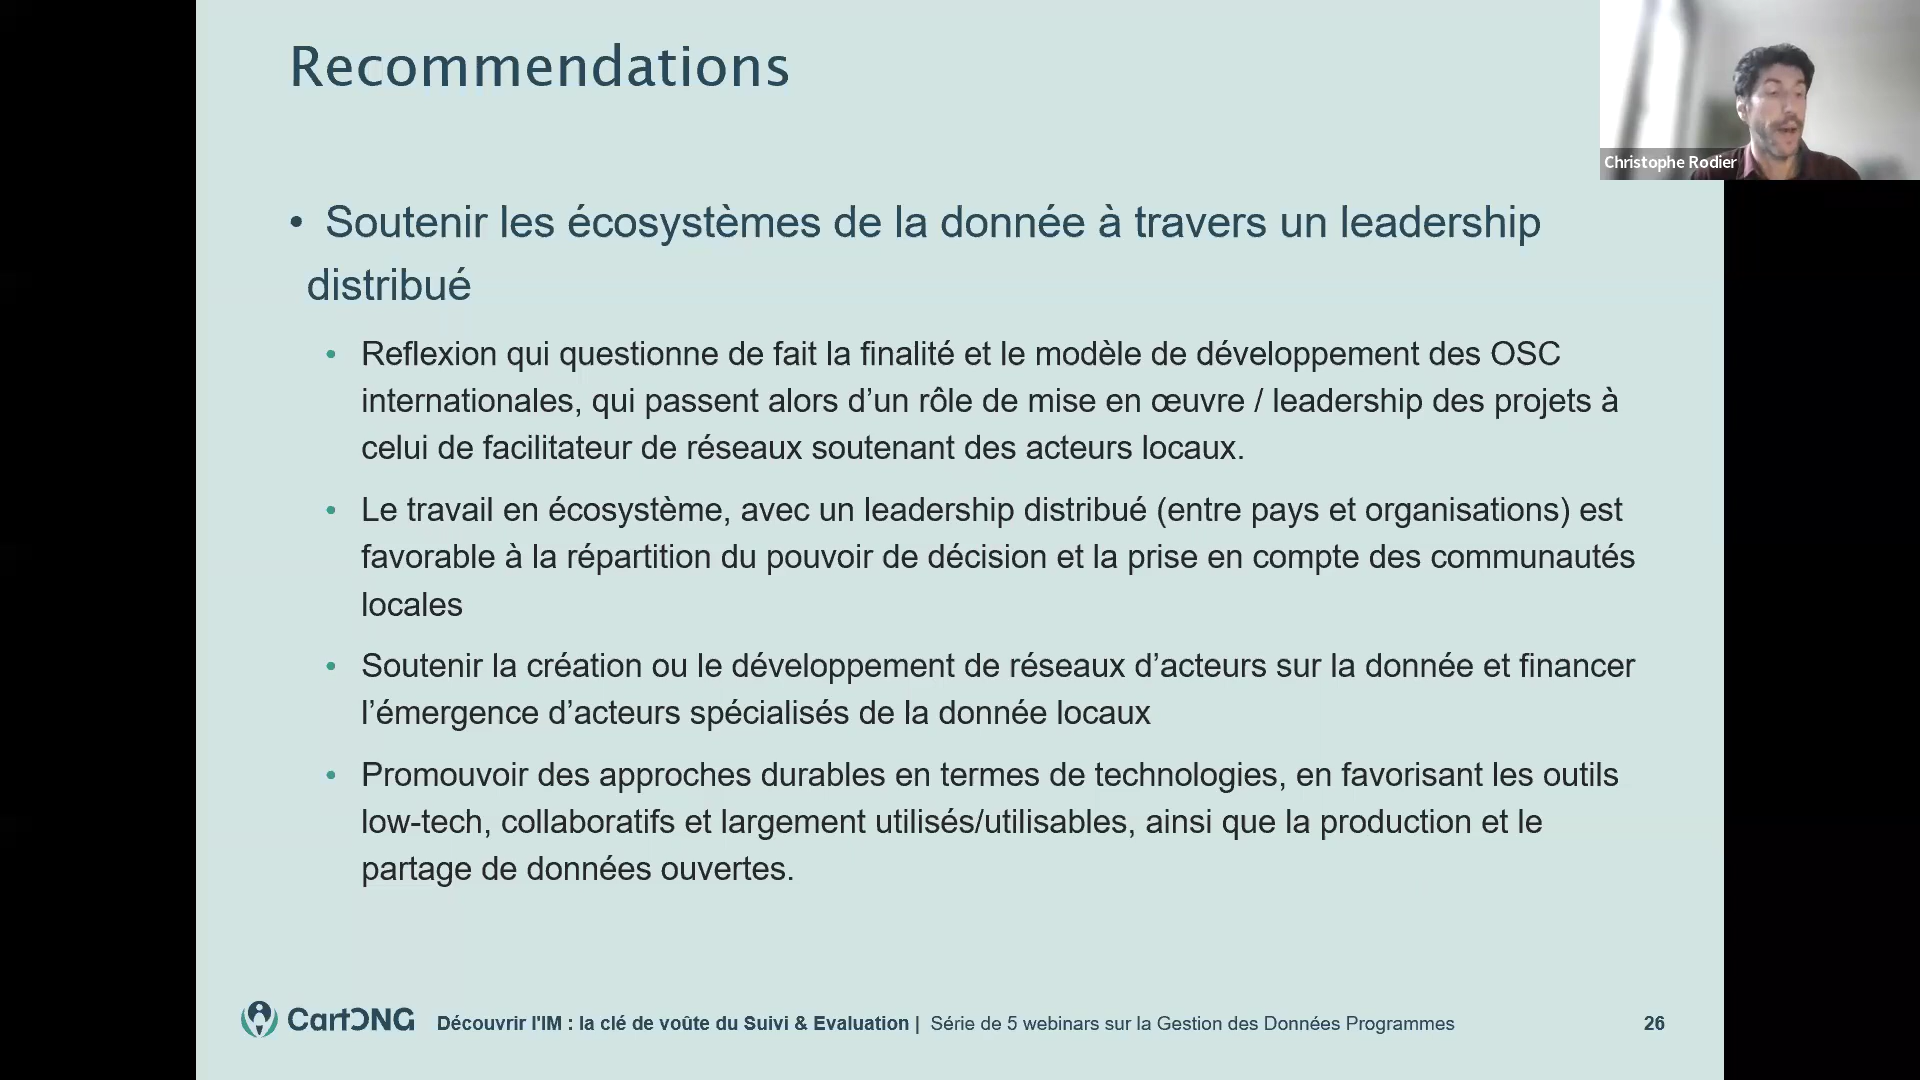 Recommendations
Christophe Rodier
• Soutenir les écosystèmes de la donnée à travers un leadership
distribué
• Reflexion qui questionne de fait la finalité et le modèle de développement des OSC
internationales, qui passent alors d’un rôle de mise en œuvre / leadership des projets à
celui de facilitateur de réseaux soutenant des acteurs locaux.
• Le travail en écosystème, avec un leadership distribué (entre pays et organisations) est
favorable à la répartition du pouvoir de décision et la prise en compte des communautés
locales
• Soutenir la création ou le développement de réseaux d’acteurs sur la donnée et financer
l’émergence d’acteurs spécialisés de la donnée locaux
• Promouvoir des approches durables en termes de technologies, en favorisant les outils
low-tech, collaboratifs et largement utilisés/utilisables, ainsi que la production et le
partage de données ouvertes.
CartONG Découvrir l'IM : la clé de voûte du Suivi & Evaluation | Série de 5 webinars sur la Gestion des Données Programmes 26